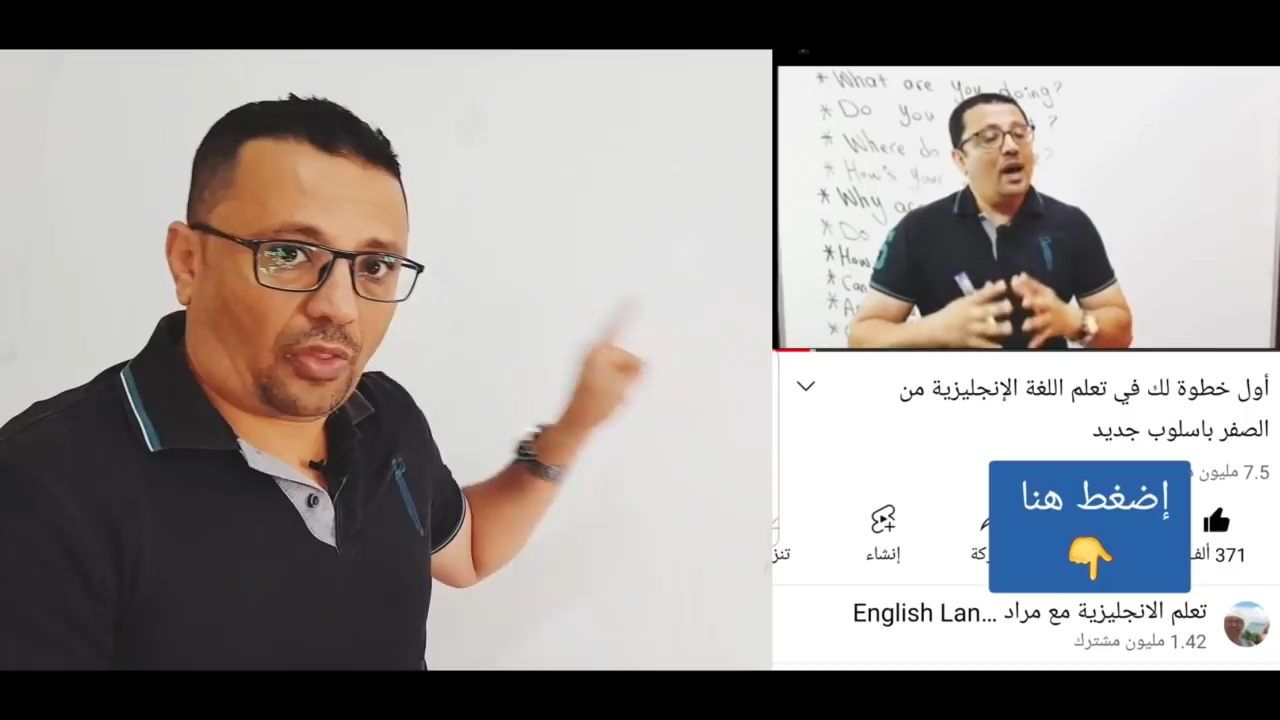 * What are you doing?
* Do you ?
* Where do
* How's your
* Why are
* Do
* How
* Can
أول خطوة لك في تعلم اللغة الإنجليزية من
الصفر باسلوب جديد
7.5 مليون
إضغط هنا
371 ألف
إنشاء
تعلم الانجليزية مع مراد ...English Lan
1.42 مليون مشترك